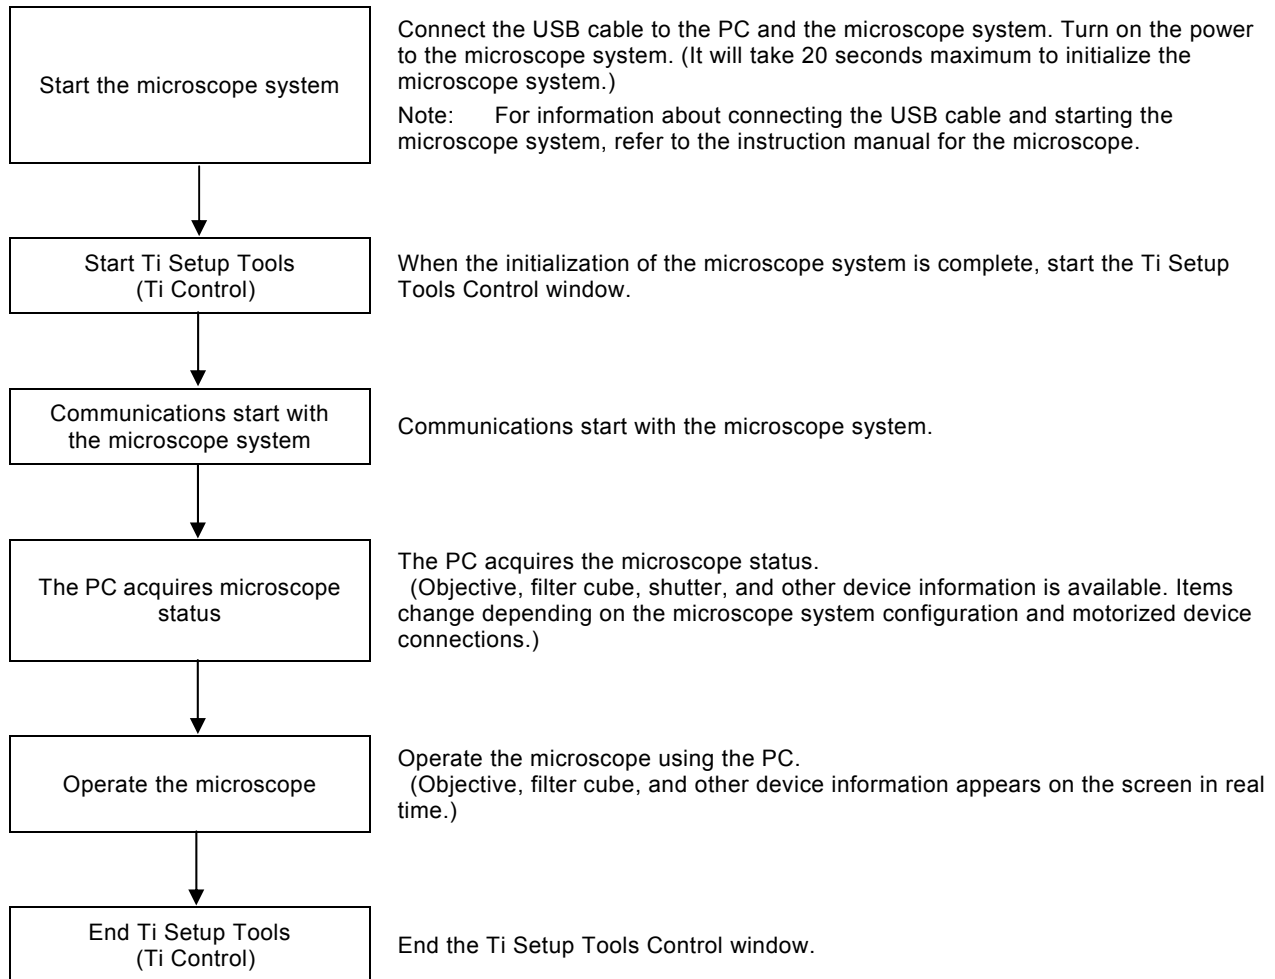 Start the microscope system
Connect the USB cable to the PC and the microscope system. Turn on the power
to the microscope system. (It will take 20 seconds maximum to initialize the
microscope system.)
Note: For information about connecting the USB cable and starting the
microscope system, refer to the instruction manual for the microscope.
Start Ti Setup Tools
(Ti Control)
When the initialization of the microscope system is complete, start the Ti Setup
Tools Control window.
Communications start with
the microscope system
Communications start with the microscope system.
The PC acquires microscope
status
The PC acquires the microscope status.
(Objective, filter cube, shutter, and other device information is available. Items
change depending on the microscope system configuration and motorized device
connections.)
Operate the microscope
Operate the microscope using the PC.
(Objective, filter cube, and other device information appears on the screen in real
time.)
End Ti Setup Tools
(Ti Control)
End the Ti Setup Tools Control window.